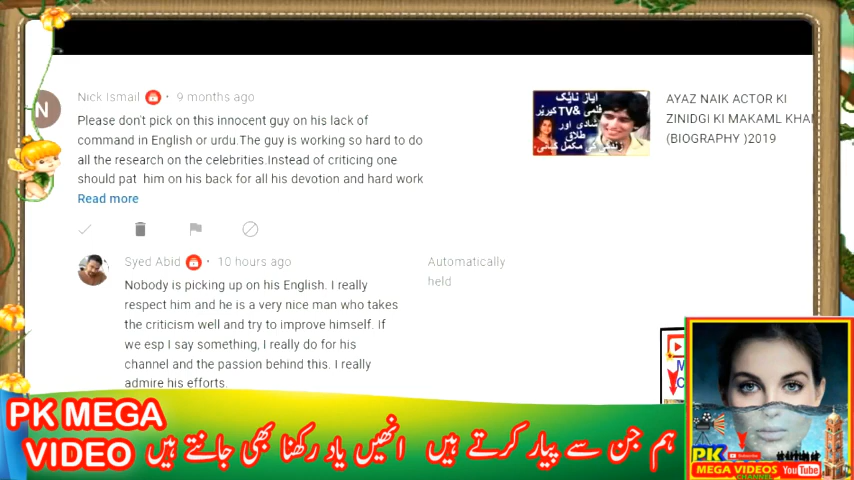 N
Nick Ismail • 9 months ago
Please don't pick on this innocent guy on his lack of
command in English or urdu.The guy is working so hard to do
all the research on the celebrities.Instead of criticing one
should pat him on his back for all his devotion and hard work
Read more
ایاز نائیک
فلمی &TV کیریئر
شادی اور
طلاق
زندگی کی مکمل کہانی
AYAZ NAIK ACTOR KI
ZINIDGI KI MAKAML KHA
(BIOGRAPHY )2019
Syed Abid • 10 hours ago
Automatically
held
Nobody is picking up on his English. I really
respect him and he is a very nice man who takes
the criticism well and try to improve himself. If
we esp I say something, I really do for his
channel and the passion behind this. I really
admire his efforts.
PK MEGA
VIDEO
ہم جن سے پیار کرتے ہیں انھیں یاد رکھنا بھی جانتے ہیں
PK
Subscribe
MEGA VIDEOS
CHANNEL
YouTube